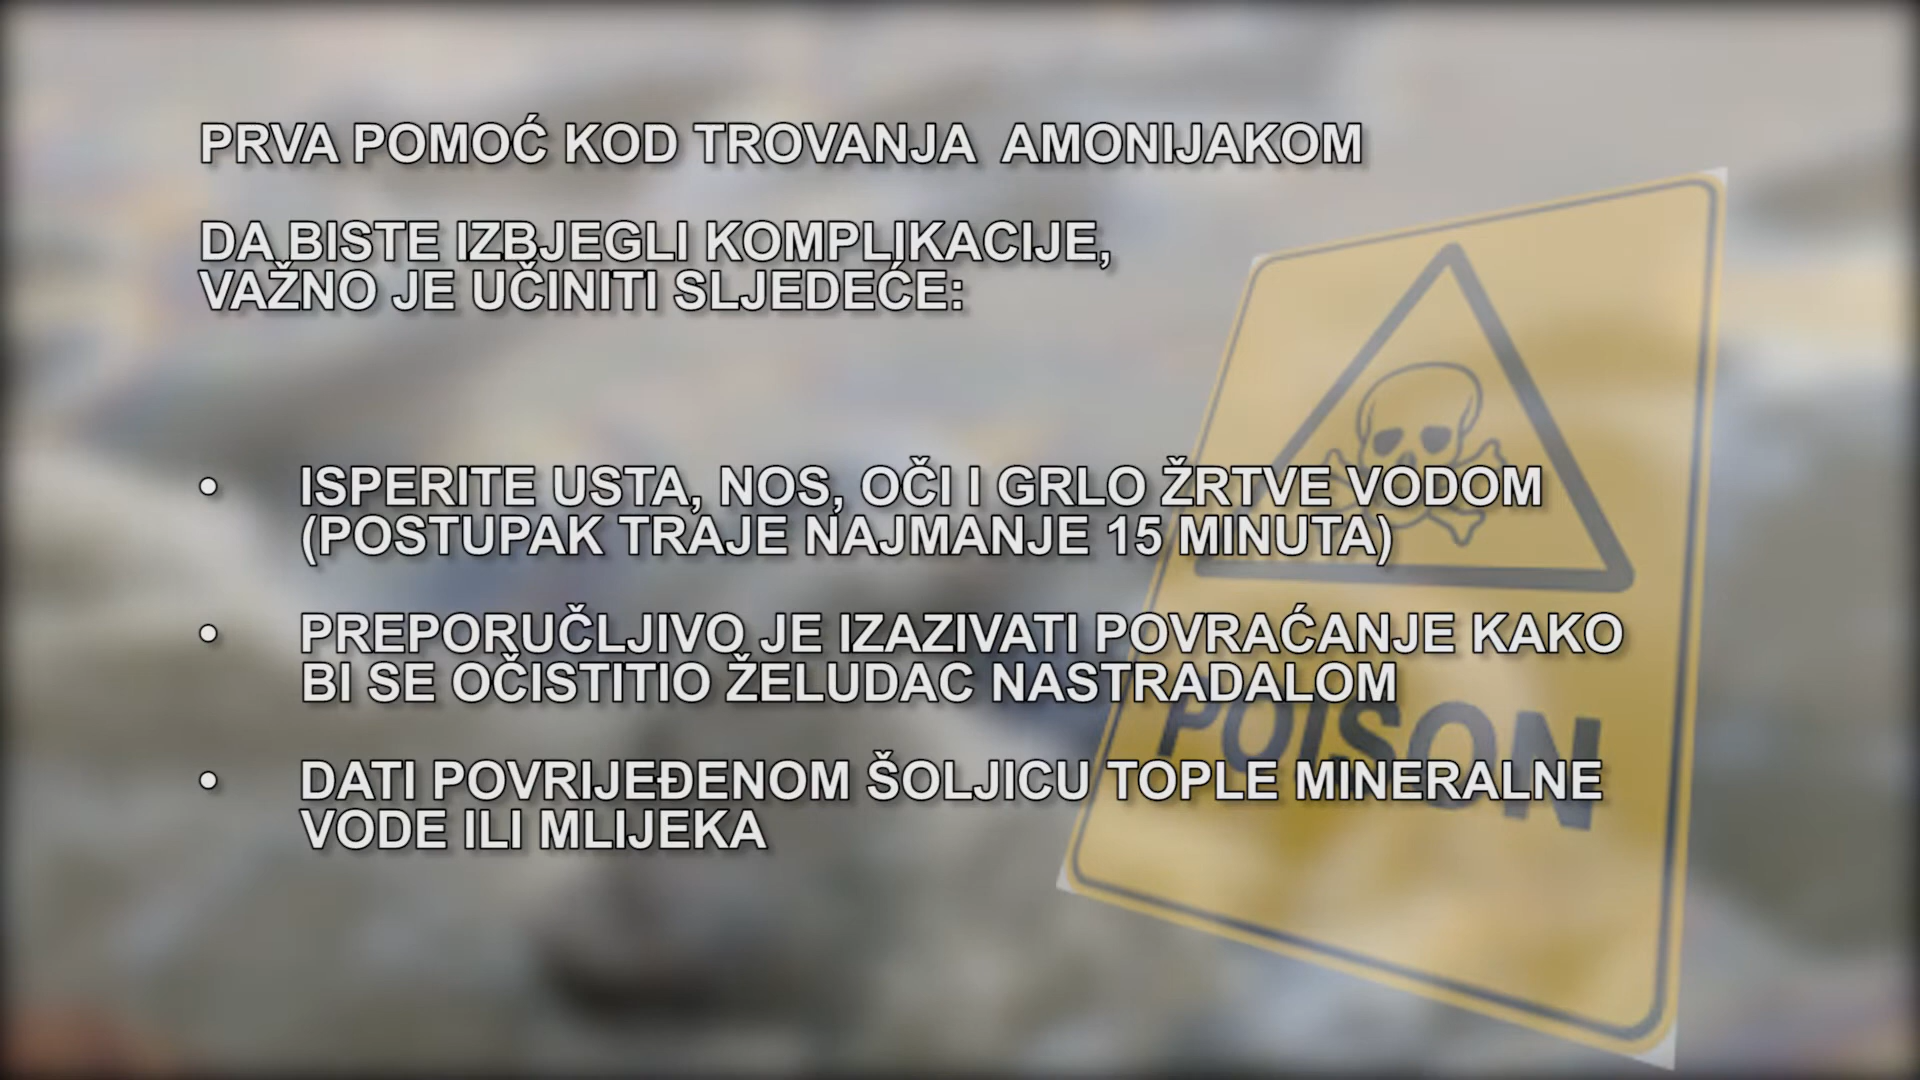 PRVA POMOĆ KOD TROVANJA AMONIJAKOM
DA BISTE IZBJEGLI KOMPLIKACIJE,
VAŽNO JE UČINITI SLJEDEĆE:
• ISPERITE USTA, NOS, OČI I GRLO ŽRTVE VODOM
(POSTUPAK TRAJE NAJMANJE 15 MINUTA)
• PREPORUČLJIVO JE IZAZIVATI POVRAĆANJE KAKO
BI SE OČISTITIO ŽELUDAC NASTRADALOM
• DATI POVRIJEĐENOM ŠOLJICU TOPLE MINERALNE
VODE ILI MLIJEKA
POISON